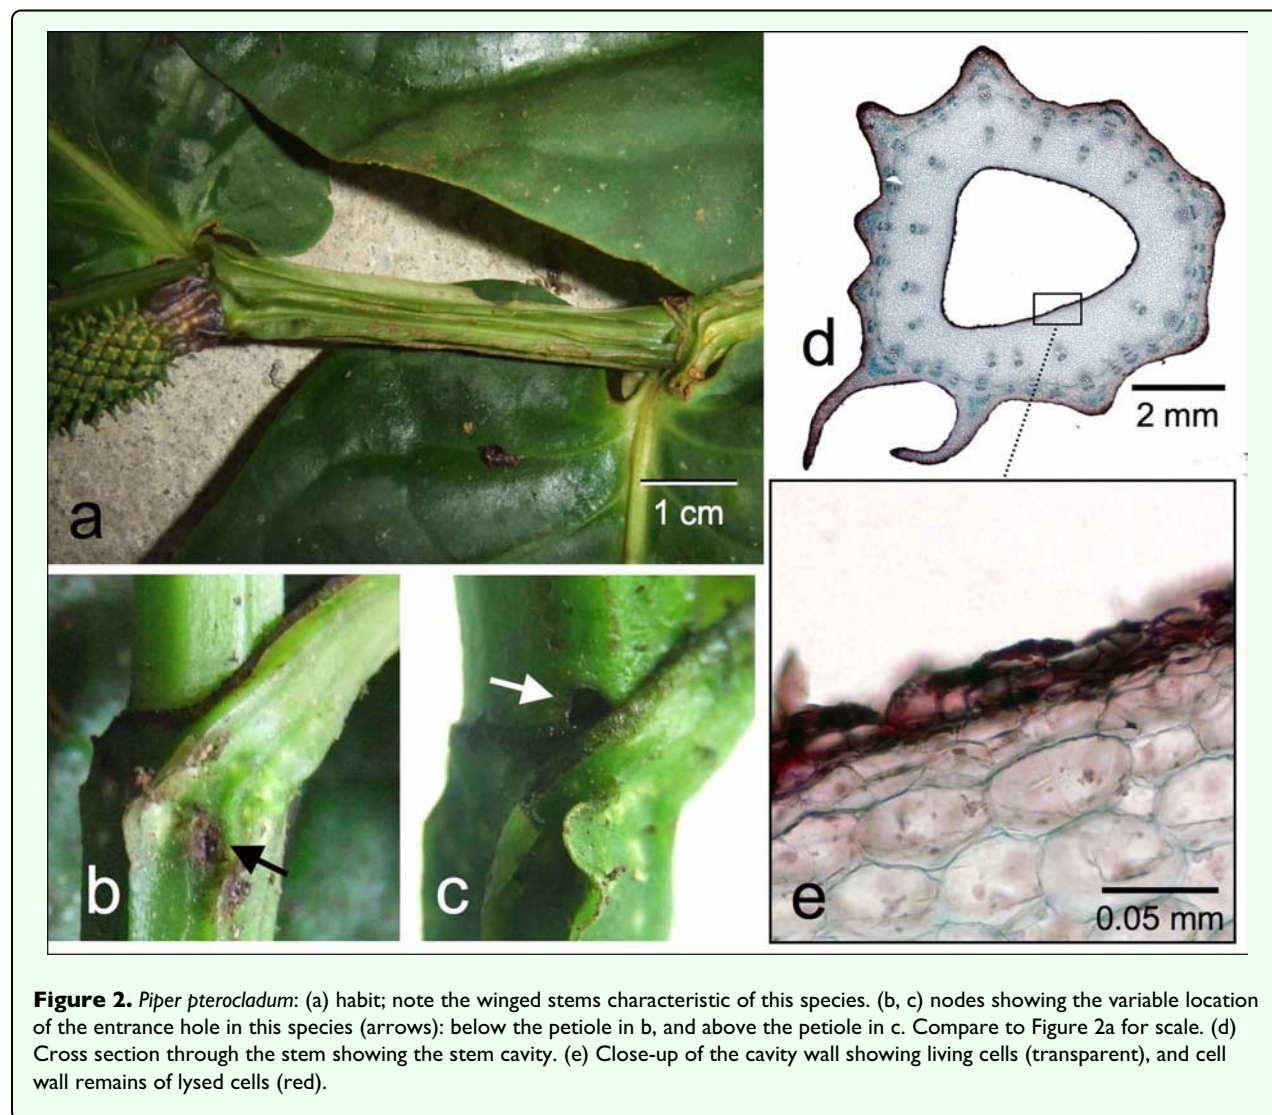 a
1 cm
b
c
d
2 mm
e
0.05 mm
Figure 2. Piper pterocladum: (a) habit; note the winged stems characteristic of this species. (b, c) nodes showing the variable location
of the entrance hole in this species (arrows): below the petiole in b, and above the petiole in c. Compare to Figure 2a for scale. (d)
Cross section through the stem showing the stem cavity. (e) Close-up of the cavity wall showing living cells (transparent), and cell
wall remains of lysed cells (red).